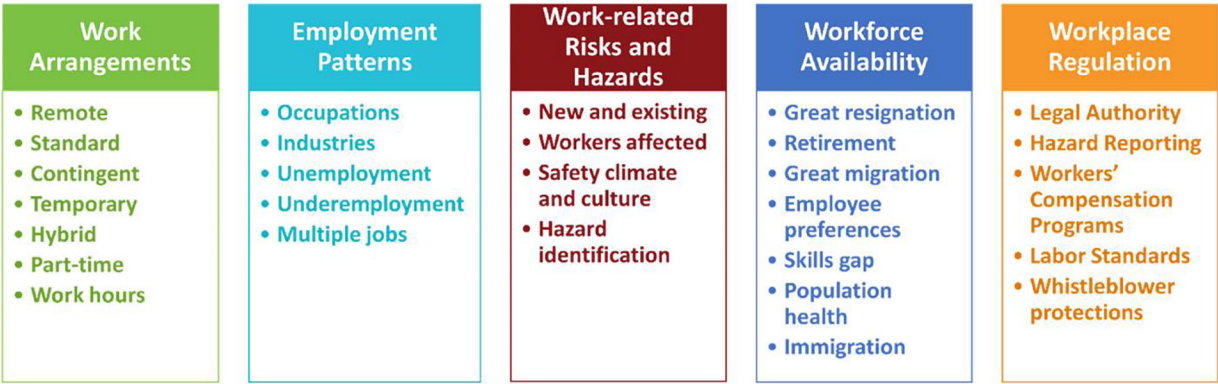 Work
Arrangements
• Remote
• Standard
• Contingent
• Temporary
• Hybrid
• Part-time
• Work hours
Employment
Patterns
• Occupations
• Industries
• Unemployment
• Underemployment
• Multiple jobs
Work-related
Risks and
Hazards
• New and existing
• Workers affected
• Safety climate
and culture
• Hazard
identification
Workforce
Availability
• Great resignation
• Retirement
• Great migration
• Employee
preferences
• Skills gap
• Population
health
• Immigration
Workplace
Regulation
• Legal Authority
• Hazard Reporting
• Workers’
Compensation
Programs
• Labor Standards
• Whistleblower
protections